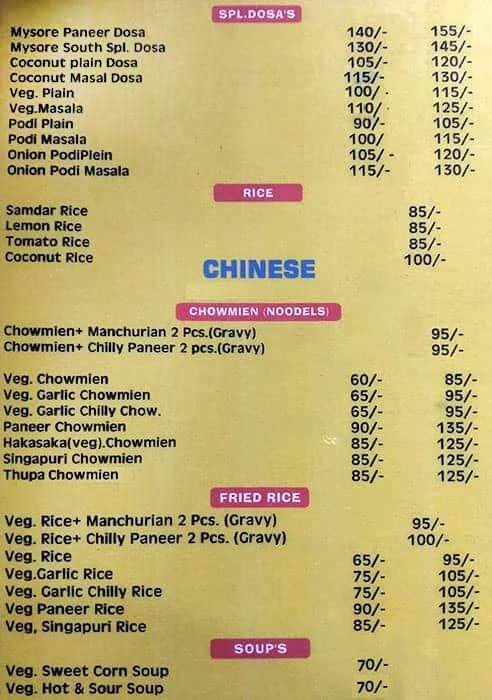 SPL.DOSA'S
Mysore Paneer Dosa 140/- 155/-
Mysore South Spl. Dosa 130/- 145/-
Coconut plain Dosa 105/- 120/-
Coconut Masal Dosa 115/- 130/-
Veg. Plain 100/- 115/-
Veg.Masala 110/- 125/-
Podi Plain 90/- 105/-
Podi Masala 100/ 115/-
Onion PodiPlein 105/- 120/-
Onion Podi Masala 115/- 130/-
RICE
Samdar Rice 85/-
Lemon Rice 85/-
Tomato Rice 85/-
Coconut Rice 100/-
CHINESE
CHOWMIEN (NOODELS)
Chowmien+ Manchurian 2 Pcs.(Gravy) 95/-
Chowmien+ Chilly Paneer 2 pcs.(Gravy) 95/-
Veg. Chowmien 60/- 85/-
Veg. Garlic Chowmien 65/- 95/-
Veg. Garlic Chilly Chow. 65/- 95/-
Paneer Chowmien 90/- 135/-
Hakasaka(veg).Chowmien 85/- 125/-
Singapuri Chowmien 85/- 125/-
Thupa Chowmien 85/- 125/-
FRIED RICE
Veg. Rice+ Manchurian 2 Pcs. (Gravy) 95/-
Veg. Rice+ Chilly Paneer 2 Pcs. (Gravy) 100/-
Veg. Rice 65/- 95/-
Veg.Garlic Rice 75/- 105/-
Veg. Garlic Chilly Rice 75/- 105/-
Veg Paneer Rice 90/- 135/-
Veg, Singapuri Rice 85/- 125/-
SOUP'S
Veg. Sweet Corn Soup 70/-
Veg. Hot & Sour Soup 70/-